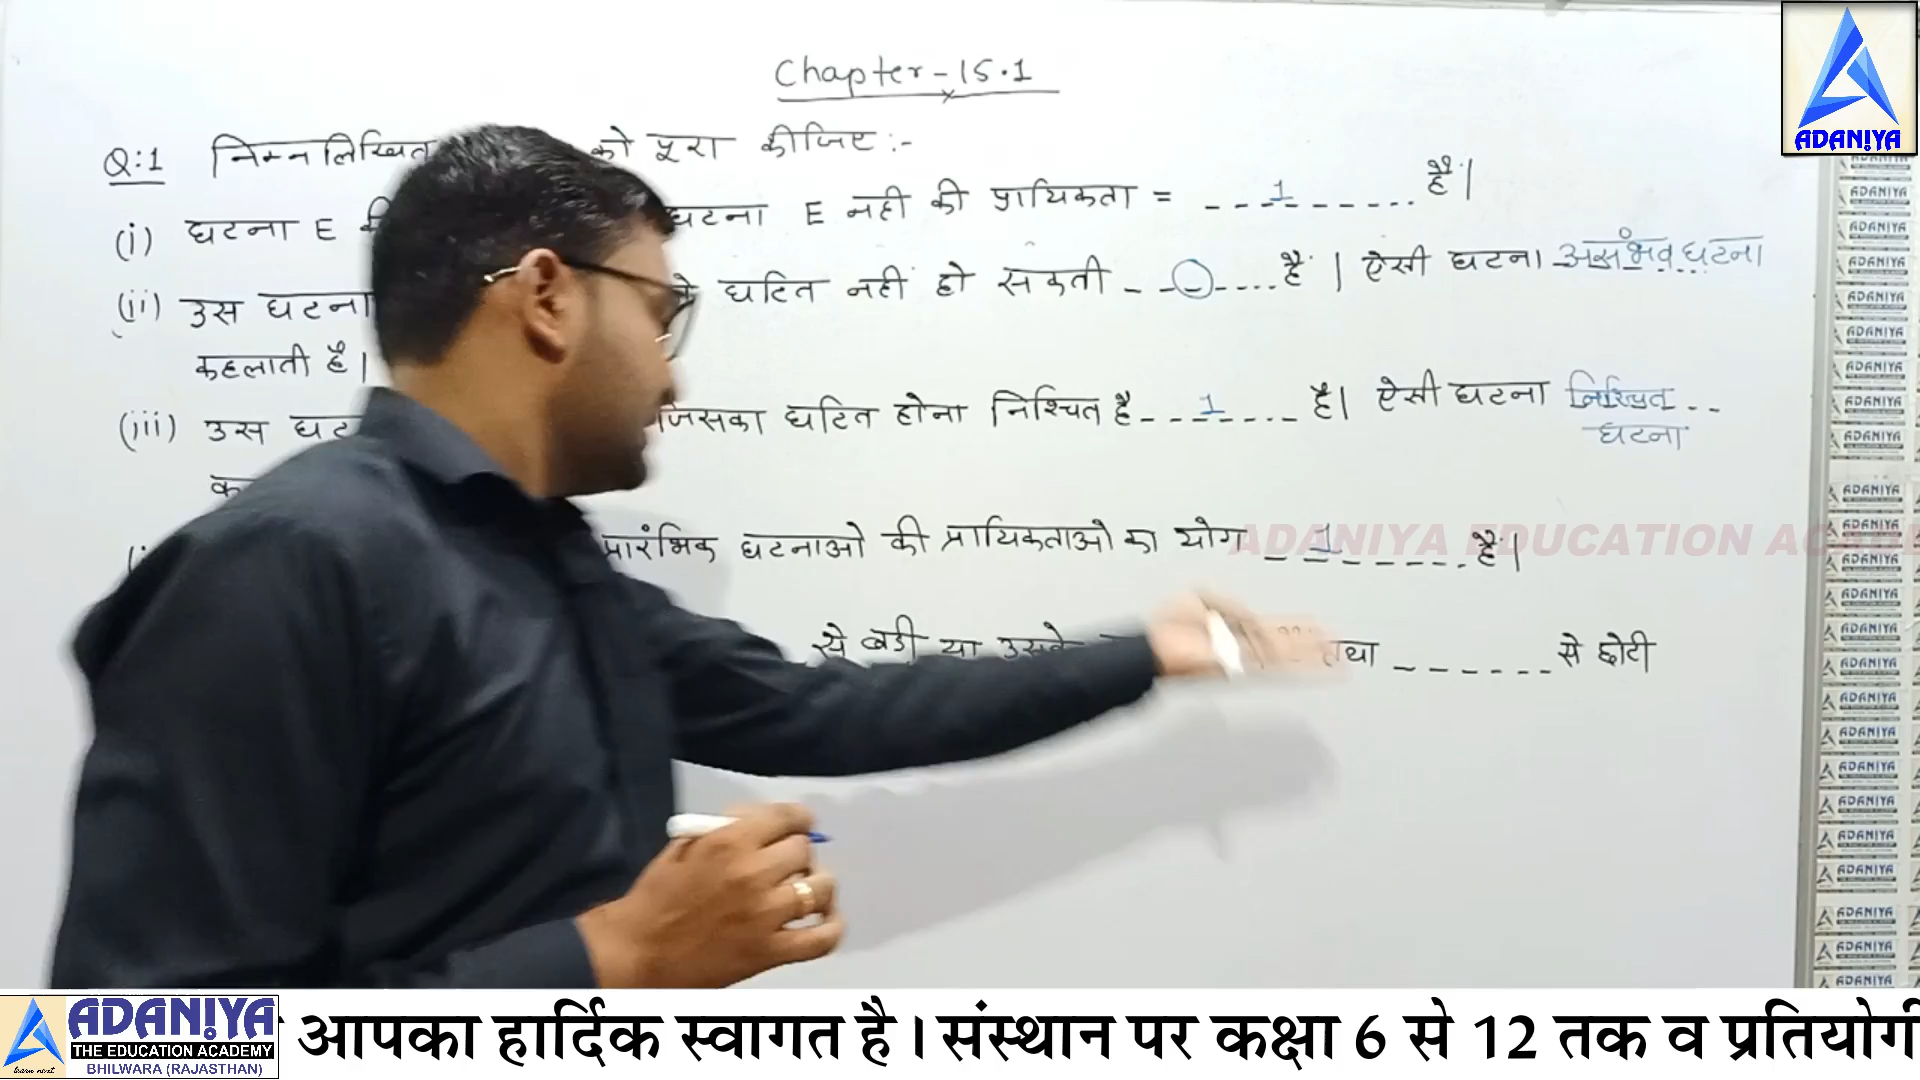 Chapter-15.1
Q:1 निम्नलिखित को पूरा कीजिए:-
(i) घटना E घटना E नही की प्रायिकता = 1 है।
(ii) उस घटना घटित नहीं हो सकती 0 है। ऐसी घटना असंभव घटना
कहलाती है।
(iii) उस जिसका घटित होना निश्चित है 1 है। ऐसी घटना निश्चित
घटना
प्रारंभिक घटनाओ की प्रायिकताओ का योग 1 है।
से बडी या उसके तथा से छोटी
ADANIYA
ADANIYA EDUCATION
ADANIYA
THE EDUCATION ACADEMY
BHILWARA (RAJASTHAN)
learn next
आपका हार्दिक स्वागत है। संस्थान पर कक्षा 6 से 12 तक व प्रतियोगी